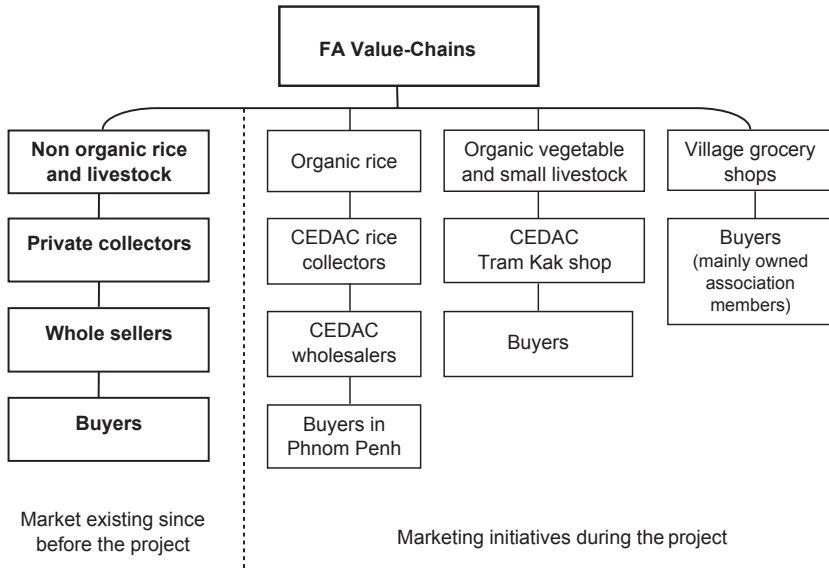 FA Value-Chains
Non organic rice
and livestock
Private collectors
Whole sellers
Buyers
Organic rice
CEDAC rice
collectors
CEDAC
wholesalers
Buyers in
Phnom Penh
Organic vegetable
and small livestock
CEDAC
Tram Kak shop
Buyers
Village grocery
shops
Buyers
(mainly owned
association
members)
Market existing since
before the project
Marketing initiatives during the project